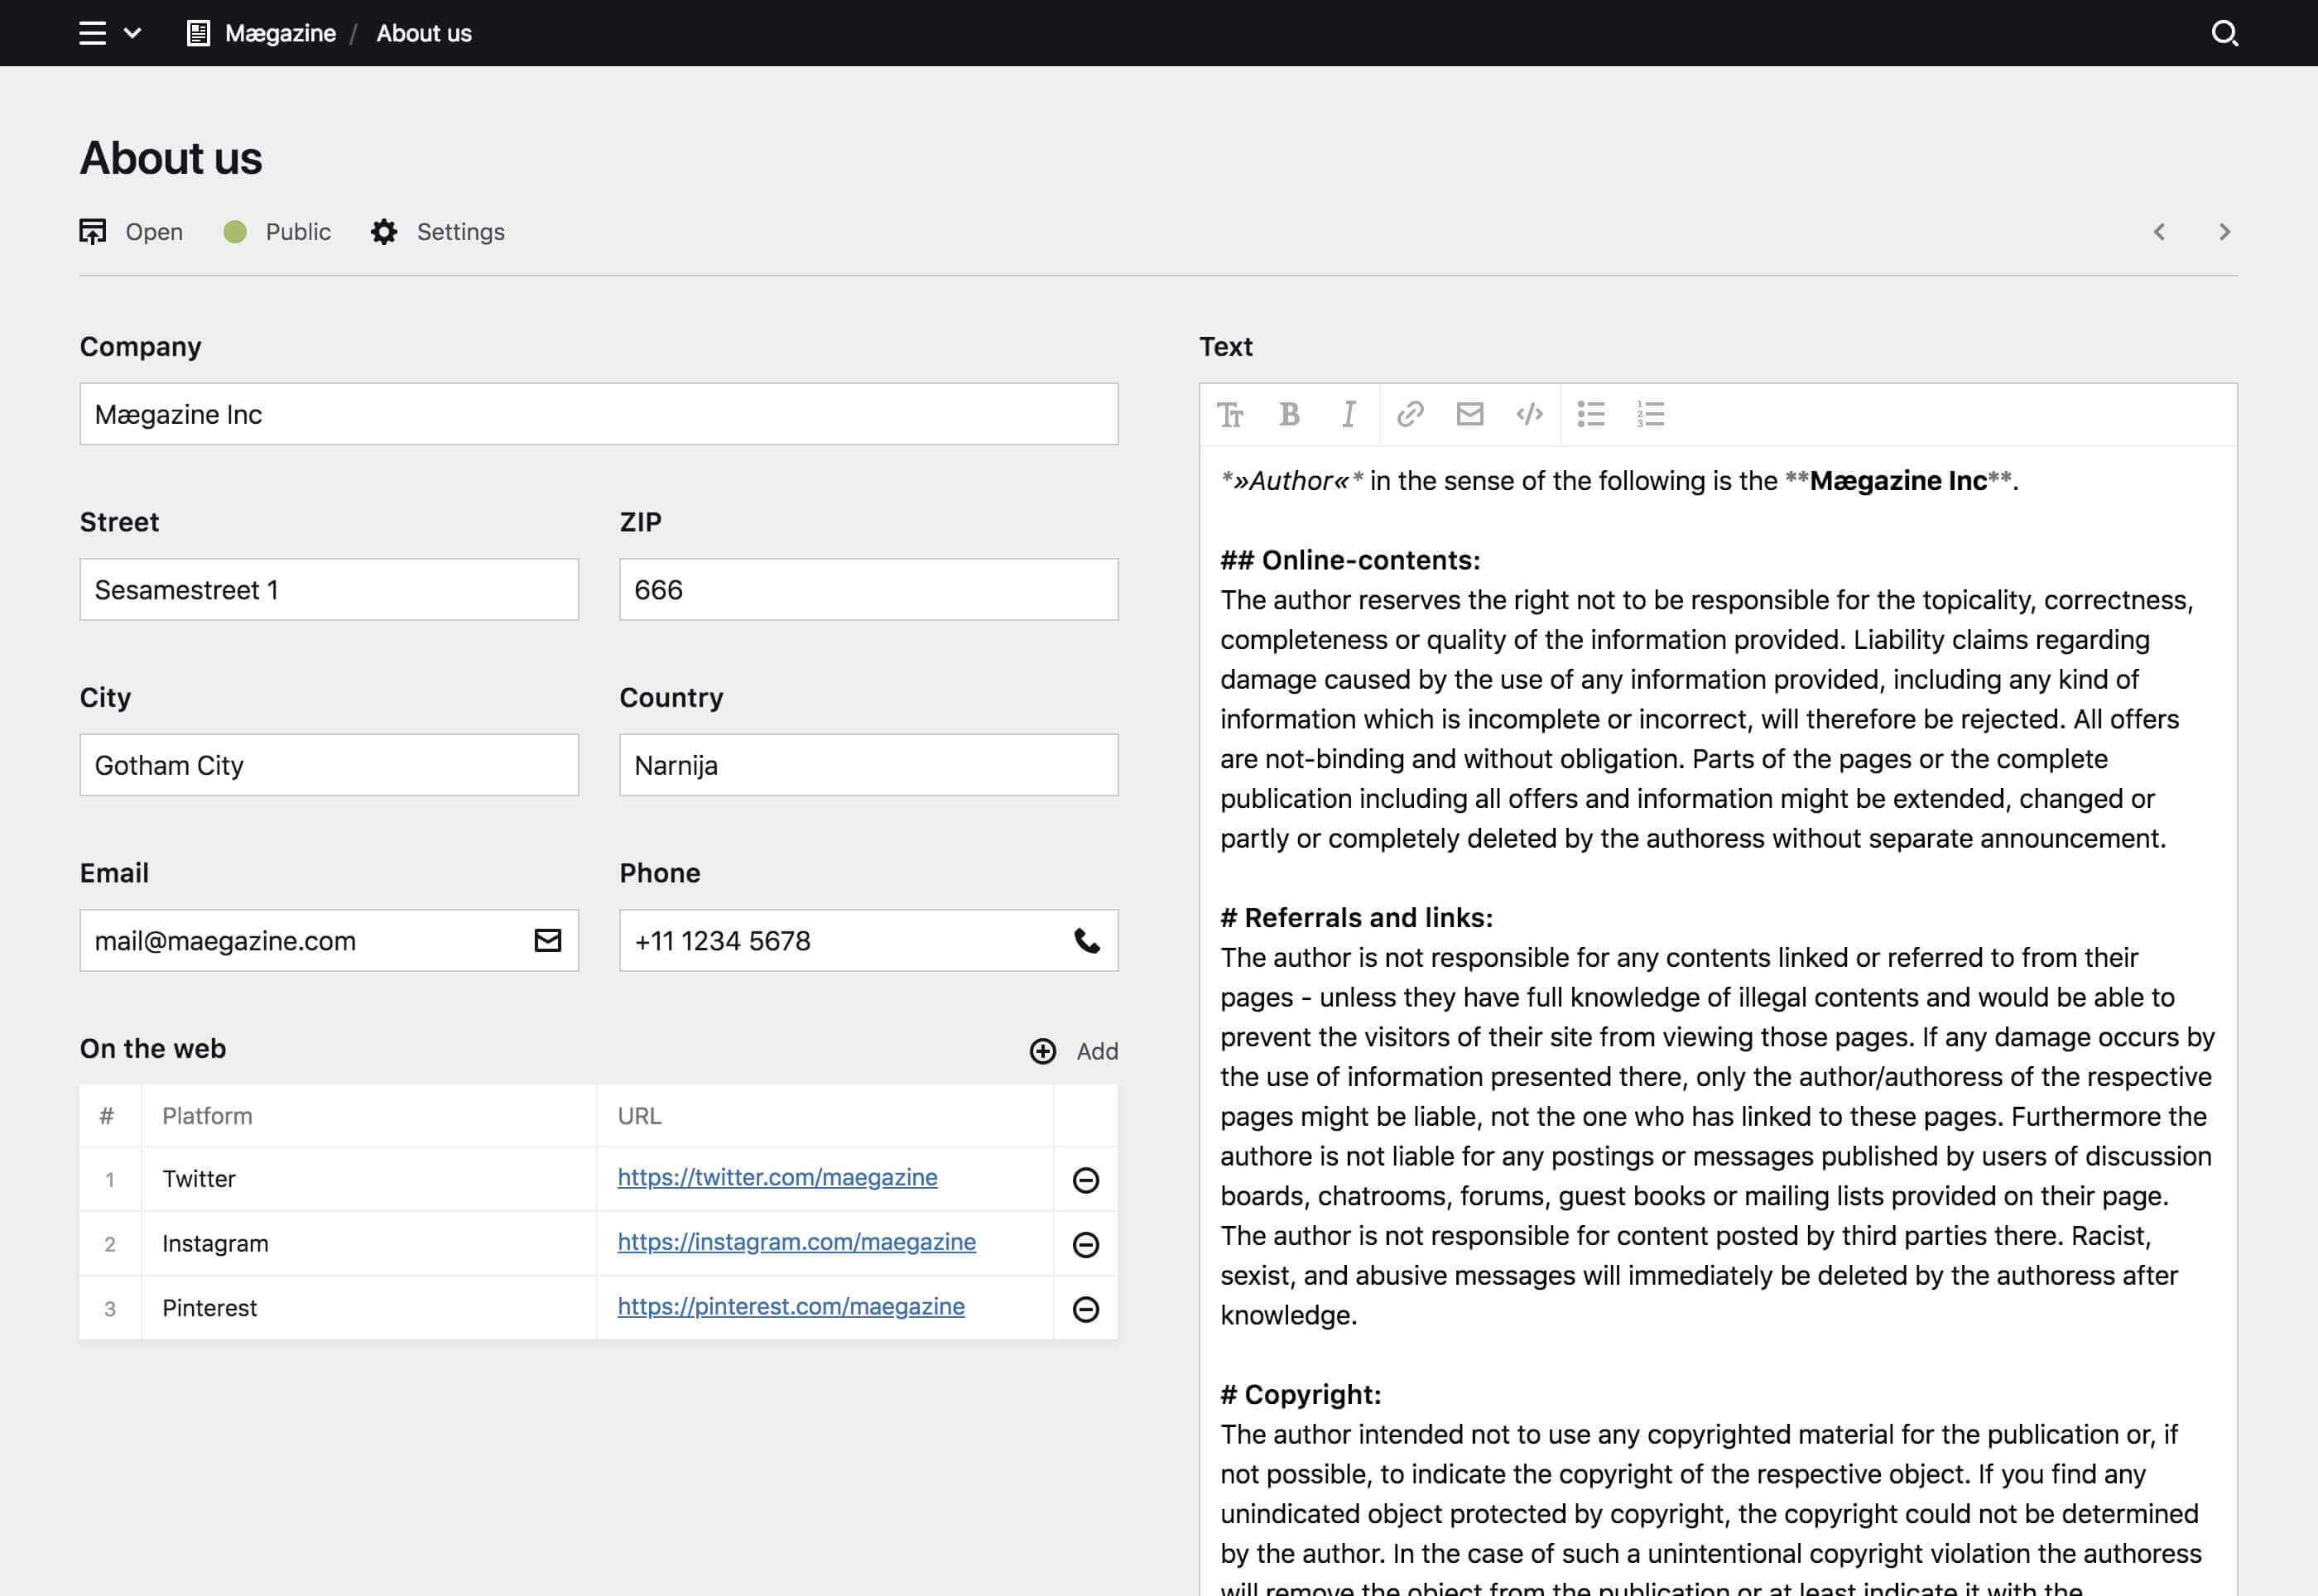 Mægazine / About us
About us
Open Public Settings
Company
Mægazine Inc
Street ZIP
Sesamestreet 1 666
City Country
Gotham City Narnija
Email Phone
mail@maegazine.com +11 1234 5678
On the web Add
# Platform URL
1 Twitter https://twitter.com/maegazine
2 Instagram https://instagram.com/maegazine
3 Pinterest https://pinterest.com/maegazine
Text
*»Author«* in the sense of the following is the **Mægazine Inc**.
## Online-contents:
The author reserves the right not to be responsible for the topicality, correctness,
completeness or quality of the information provided. Liability claims regarding
damage caused by the use of any information provided, including any kind of
information which is incomplete or incorrect, will therefore be rejected. All offers
are not-binding and without obligation. Parts of the pages or the complete
publication including all offers and information might be extended, changed or
partly or completely deleted by the authoress without separate announcement.
# Referrals and links:
The author is not responsible for any contents linked or referred to from their
pages - unless they have full knowledge of illegal contents and would be able to
prevent the visitors of their site from viewing those pages. If any damage occurs by
the use of information presented there, only the author/authoress of the respective
pages might be liable, not the one who has linked to these pages. Furthermore the
authore is not liable for any postings or messages published by users of discussion
boards, chatrooms, forums, guest books or mailing lists provided on their page.
The author is not responsible for content posted by third parties there. Racist,
sexist, and abusive messages will immediately be deleted by the authoress after
knowledge.
# Copyright:
The author intended not to use any copyrighted material for the publication or, if
not possible, to indicate the copyright of the respective object. If you find any
unindicated object protected by copyright, the copyright could not be determined
by the author. In the case of such a unintentional copyright violation the authoress
will remove the object from the publication or at least indicate it with the